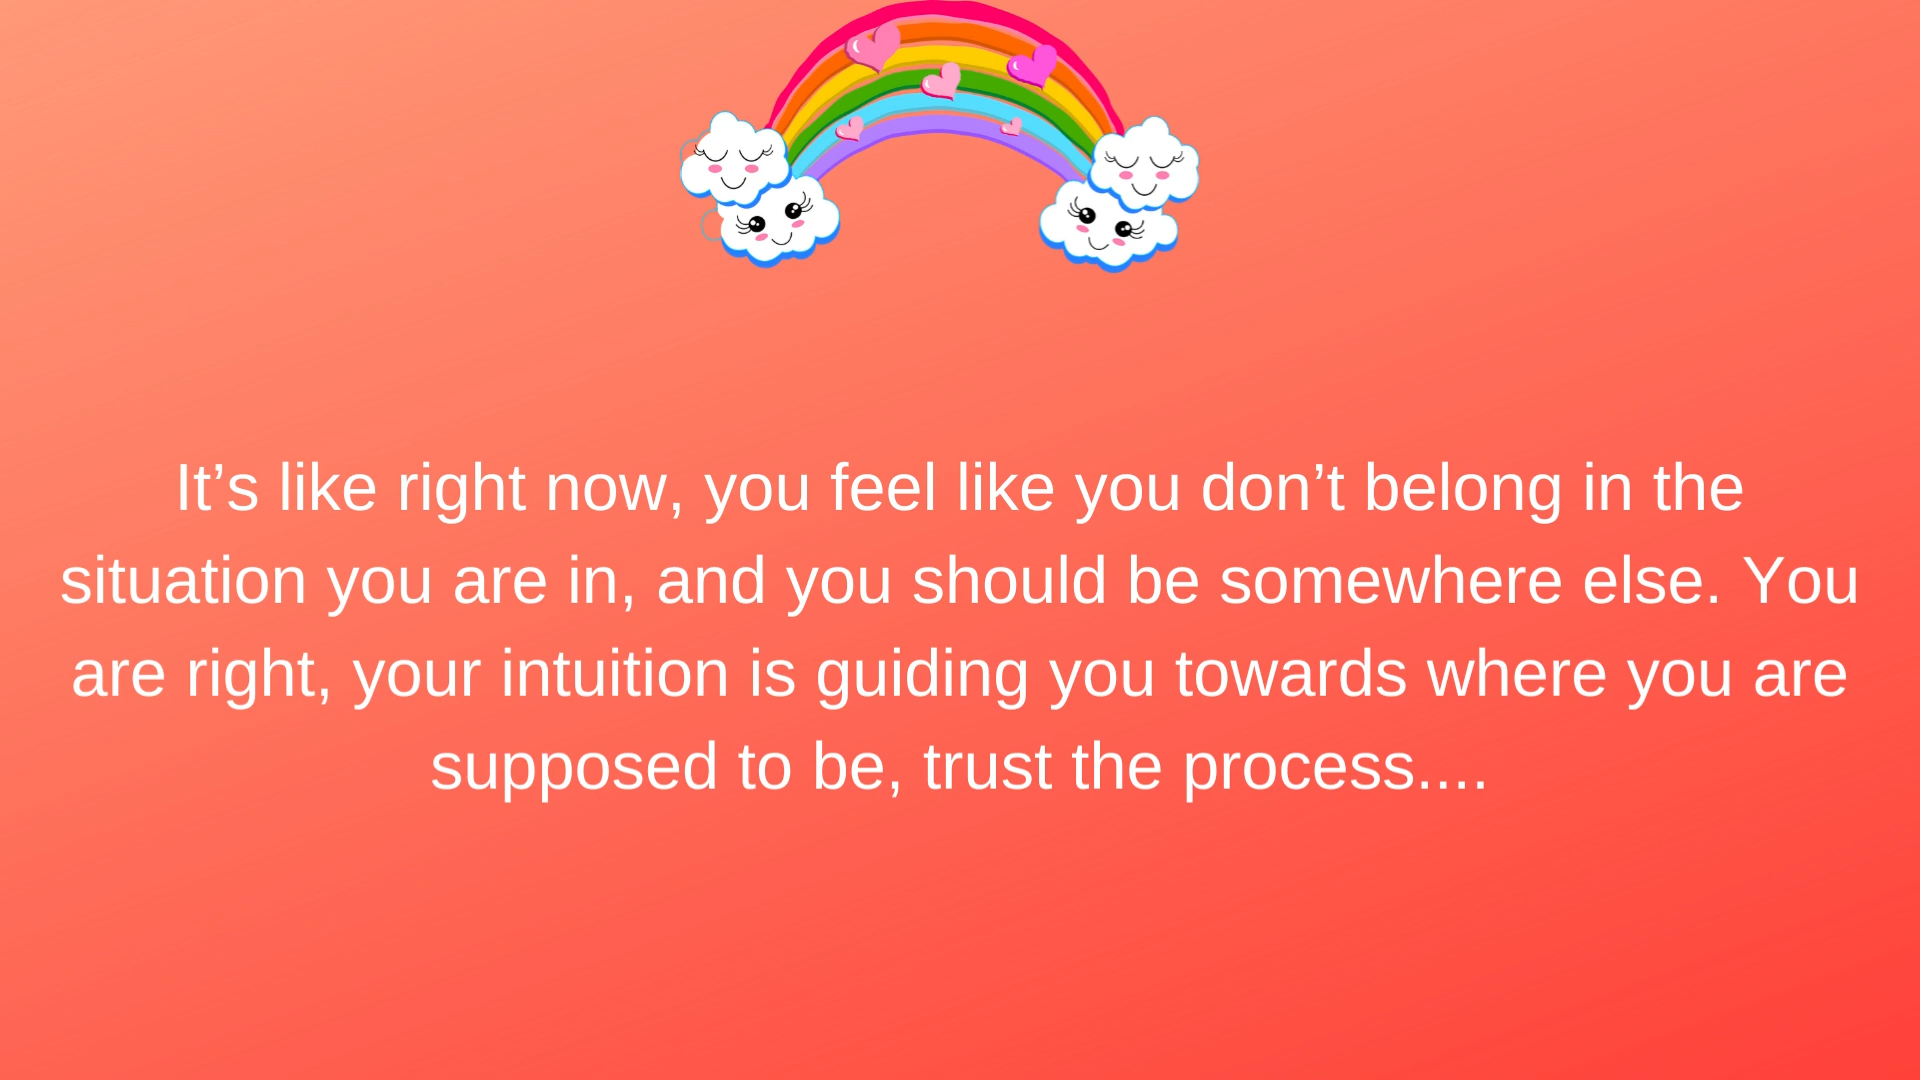 It’s like right now, you feel like you don’t belong in the
situation you are in, and you should be somewhere else. You
are right, your intuition is guiding you towards where you are
supposed to be, trust the process....